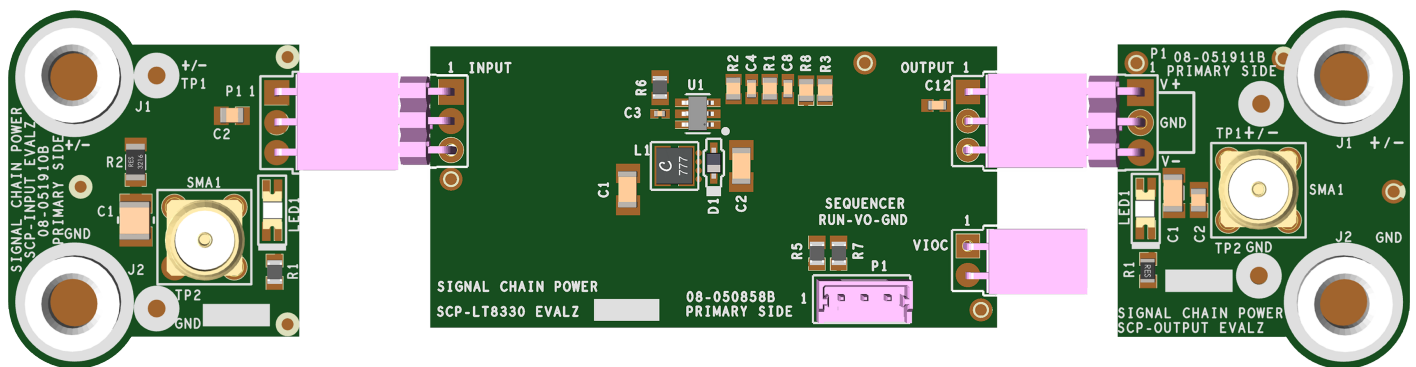 SIGNAL CHAIN POWER
SCP-INPUT EVALZ
08-051910B
PRIMARY SIDE
+/-
GND
J1
+/-
TP1
P1 1
C2
R2
RES
3216
SMA1
C1
LED1
J2
TP2
R1
GND
1 INPUT
R6
C3
U1
R2
C4
R1
C8
R8
R3
L1
C
777
D1
C1
C2
OUTPUT 1
C12
SEQUENCER
RUN-VO-GND
R5
R7
VIOC
1
P1
1
SIGNAL CHAIN POWER
SCP-LT8330 EVALZ
08-050858B
PRIMARY SIDE
P1
1
08-051911B
PRIMARY SIDE
V+
GND
V-
TP1+/-
J1
+/-
SMA1
LED1
C1
C2
TP2 GND
J2
GND
R1
RES
SIGNAL CHAIN POWER
SCP-OUTPUT EVALZ